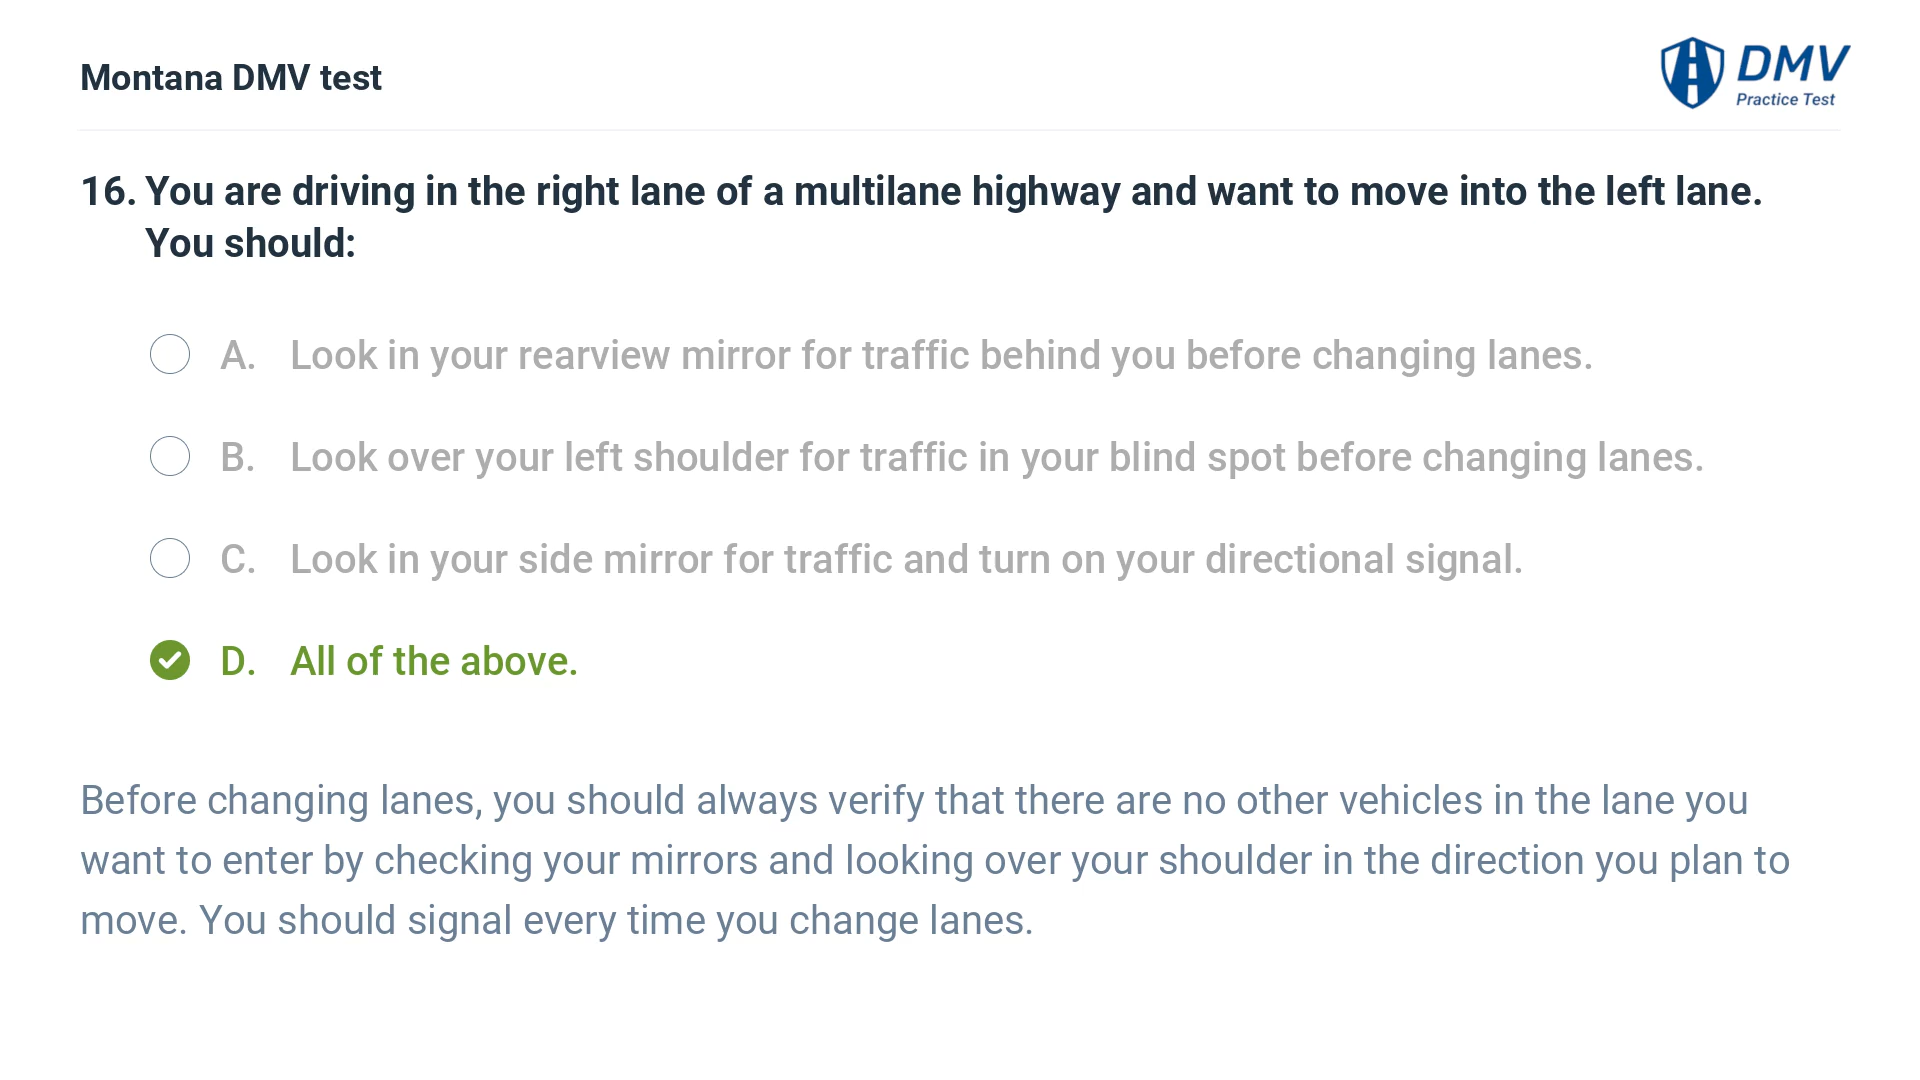 Montana DMV test
DMV
Practice Test
16. You are driving in the right lane of a multilane highway and want to move into the left lane.
You should:
A. Look in your rearview mirror for traffic behind you before changing lanes.
B. Look over your left shoulder for traffic in your blind spot before changing lanes.
C. Look in your side mirror for traffic and turn on your directional signal.
D. All of the above.
Before changing lanes, you should always verify that there are no other vehicles in the lane you
want to enter by checking your mirrors and looking over your shoulder in the direction you plan to
move. You should signal every time you change lanes.